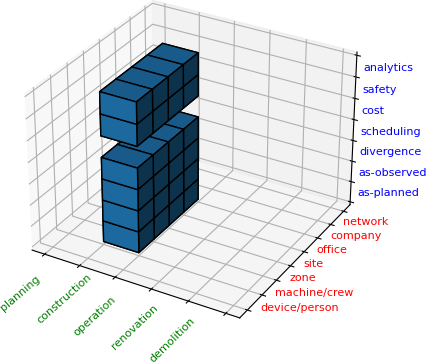 analytics
safety
cost
scheduling
divergence
as-observed
as-planned
network
company
office
site
zone
machine/crew
device/person
planning
construction
operation
renovation
demolition